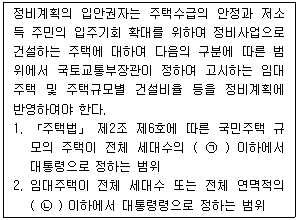 정비계획의 입안권자는 주택수급의 안정과 저소
득 주민의 입주기회 확대를 위하여 정비사업으로
건설하는 주택에 대하여 다음의 구분에 따른 범
위에서 국토교통부장관이 정하여 고시하는 임대
주택 및 주택규모별 건설비율 등을 정비계획에
반영하여야 한다.
1. 「주택법」 제2조 제6호에 따른 국민주택 규
모의 주택이 전체 세대수의 ( ㉠ ) 이하에서
대통령으로 정하는 범위
2. 임대주택이 전체 세대수 또는 전체 연면적의
( ㉡ ) 이하에서 대통령령으로 정하는 범위